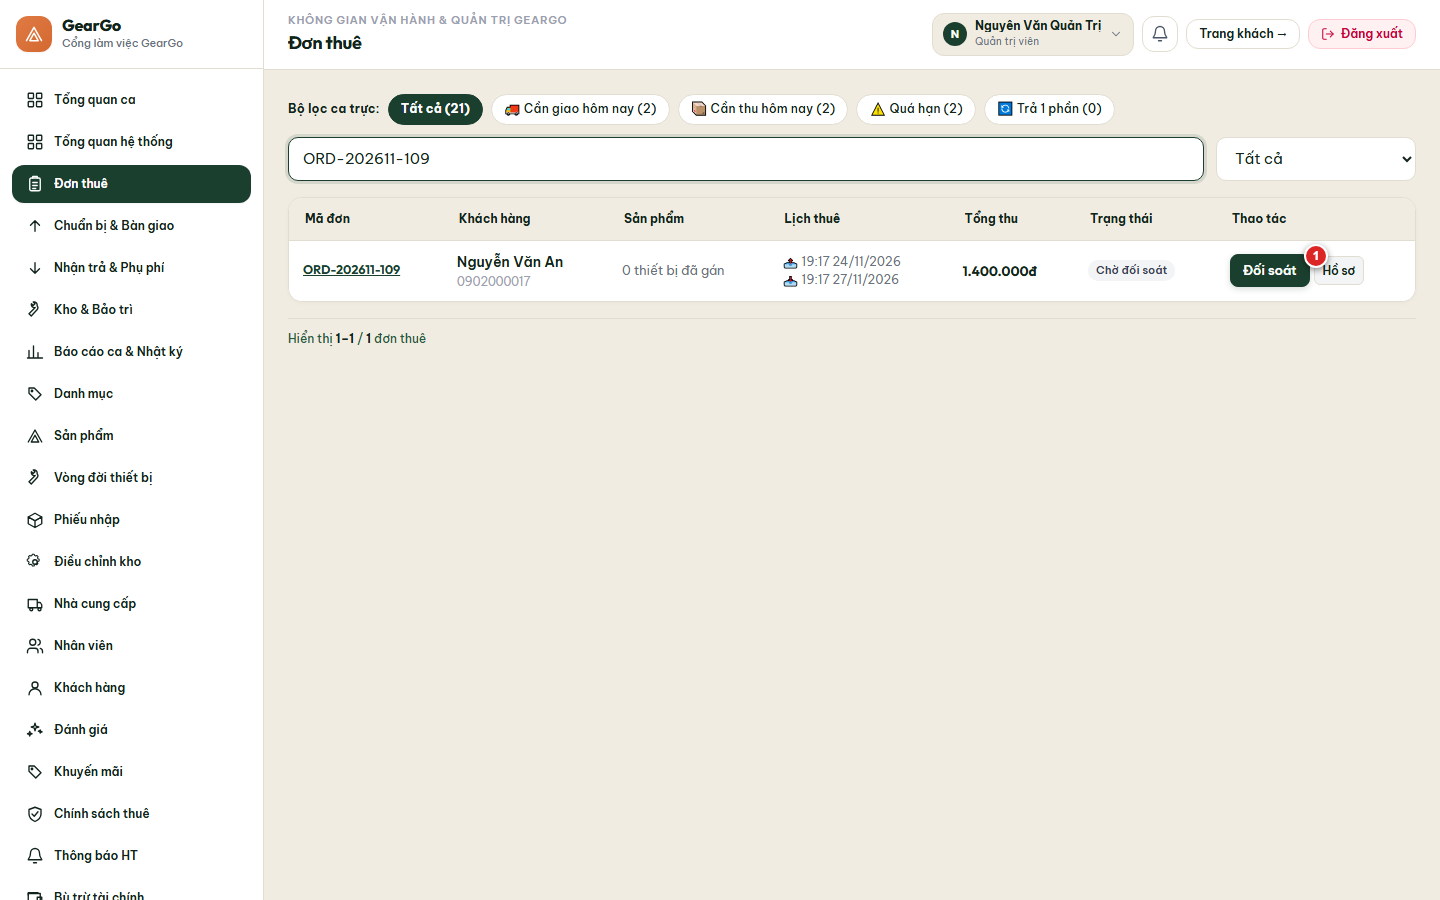 GearGo
Cổng làm việc GearGo
KHÔNG GIAN VẬN HÀNH & QUẢN TRỊ GEARGO
Đơn thuê
N
Nguyễn Văn Quản Trị
Quản trị viên
Trang khách →
Đăng xuất
Tổng quan ca
Tổng quan hệ thống
Đơn thuê
Chuẩn bị & Bàn giao
Nhận trả & Phụ phí
Kho & Bảo trì
Báo cáo ca & Nhật ký
Danh mục
Sản phẩm
Vòng đời thiết bị
Phiếu nhập
Điều chỉnh kho
Nhà cung cấp
Nhân viên
Khách hàng
Đánh giá
Khuyến mãi
Chính sách thuê
Thông báo HT
Bù trừ tài chính
Bộ lọc ca trực:
Tất cả (21)
Cần giao hôm nay (2)
Cần thu hôm nay (2)
Quá hạn (2)
Trả 1 phần (0)
ORD-202611-109
Tất cả
Mã đơn
Khách hàng
Sản phẩm
Lịch thuê
Tổng thu
Trạng thái
Thao tác
ORD-202611-109
Nguyễn Văn An
0902000017
0 thiết bị đã gán
19:17 24/11/2026
19:17 27/11/2026
1.400.000đ
Chờ đối soát
Đối soát
1
Hồ sơ
Hiển thị 1–1 / 1 đơn thuê